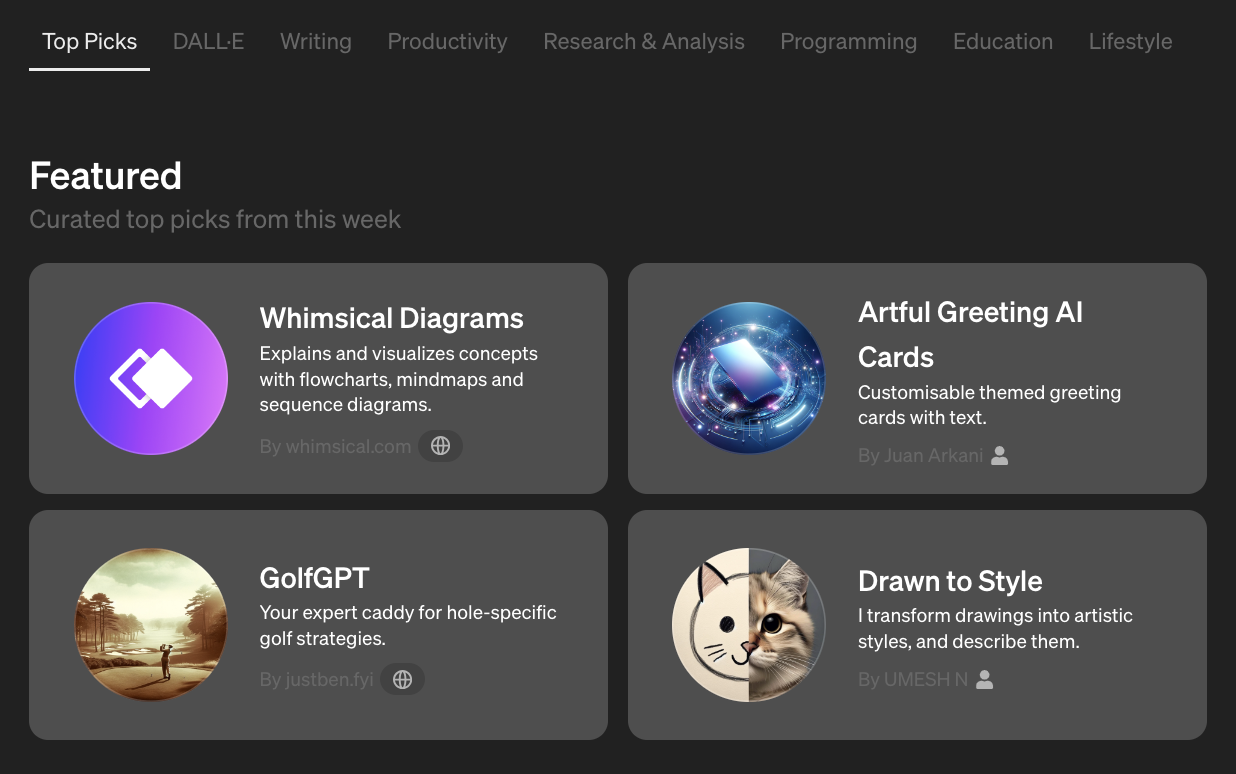 Top Picks DALL·E Writing Productivity Research & Analysis Programming Education Lifestyle
Featured
Curated top picks from this week
Whimsical Diagrams
Explains and visualizes concepts
with flowcharts, mindmaps and
sequence diagrams.
By whimsical.com
Artful Greeting AI
Cards
Customisable themed greeting
cards with text.
By Juan Arkani
GolfGPT
Your expert caddy for hole-specific
golf strategies.
By justben.fyi
Drawn to Style
I transform drawings into artistic
styles, and describe them.
By UMESH N